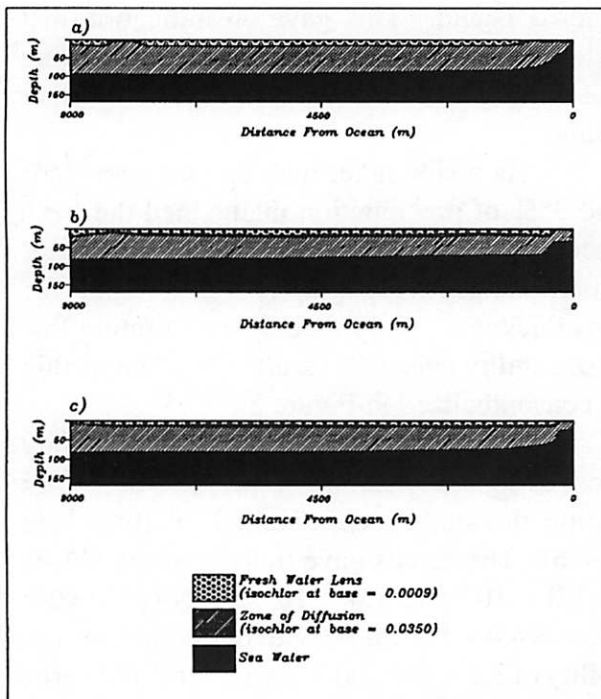 a)
50
100
150
Depth (m)
9000
4500
0
Distance From Ocean (m)
b)
50
100
150
Depth (m)
9000
4500
0
Distance From Ocean (m)
c)
50
100
150
Depth (m)
9000
4500
0
Distance From Ocean (m)
Fresh Water Lens
(isochlor at base = 0.0009)
Zone of Diffusion
(isochlor at base = 0.0350)
Sea Water